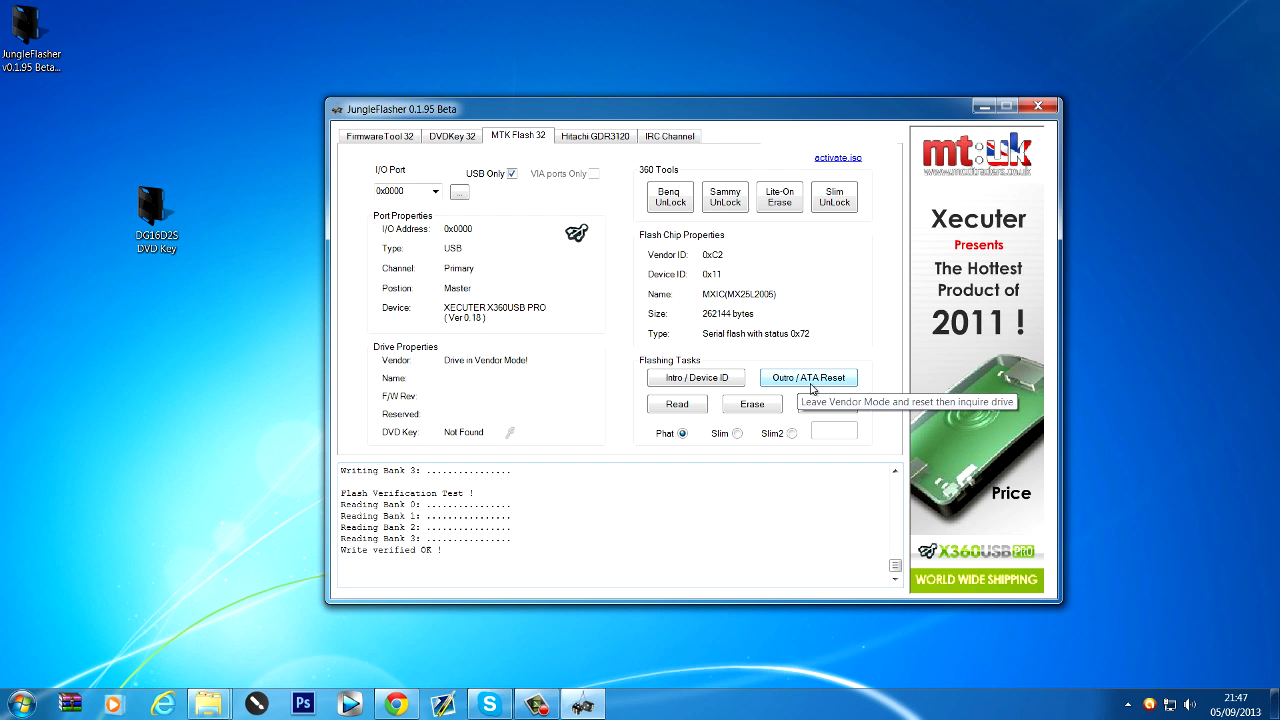 JungleFlasher
v0.1.95 Beta...
DG16D2S
DVD Key
JungleFlasher 0.1.95 Beta
FirmwareTool 32
DVDKey 32
MTK Flash 32
Hitachi GDR3120
IRC Channel
activate.iso
I/O Port
USB Only
VIA ports Only
0x0000
...
Port Properties
I/O Address: 0x0000
Type: USB
Channel: Primary
Postion: Master
Device: XECUTER X360USB PRO
( Ver 0.18 )
Drive Properties
Vendor: Drive in Vendor Mode!
Name:
F/W Rev:
Reserved:
DVD Key: Not Found
360 Tools
Benq
UnLock
Sammy
UnLock
Lite-On
Erase
Slim
UnLock
Flash Chip Properties
Vendor ID: 0xC2
Device ID: 0x11
Name: MXIC(MX25L2005)
Size: 262144 bytes
Type: Serial flash with status 0x72
Flashing Tasks
Intro / Device ID
Outro / ATA Reset
Leave Vendor Mode and reset then inquire drive
Read
Erase
Phat
Slim
Slim2
Writing Bank 3: ................
Flash Verification Test !
Reading Bank 0: ................
Reading Bank 1: ................
Reading Bank 2: ................
Reading Bank 3: ................
Write verified OK !
mt:uk
www.modtraders.co.uk
Xecuter
Presents
The Hottest
Product of
2011 !
Price
X360USB PRO
WORLD WIDE SHIPPING
Ps
21:47
05/09/2013